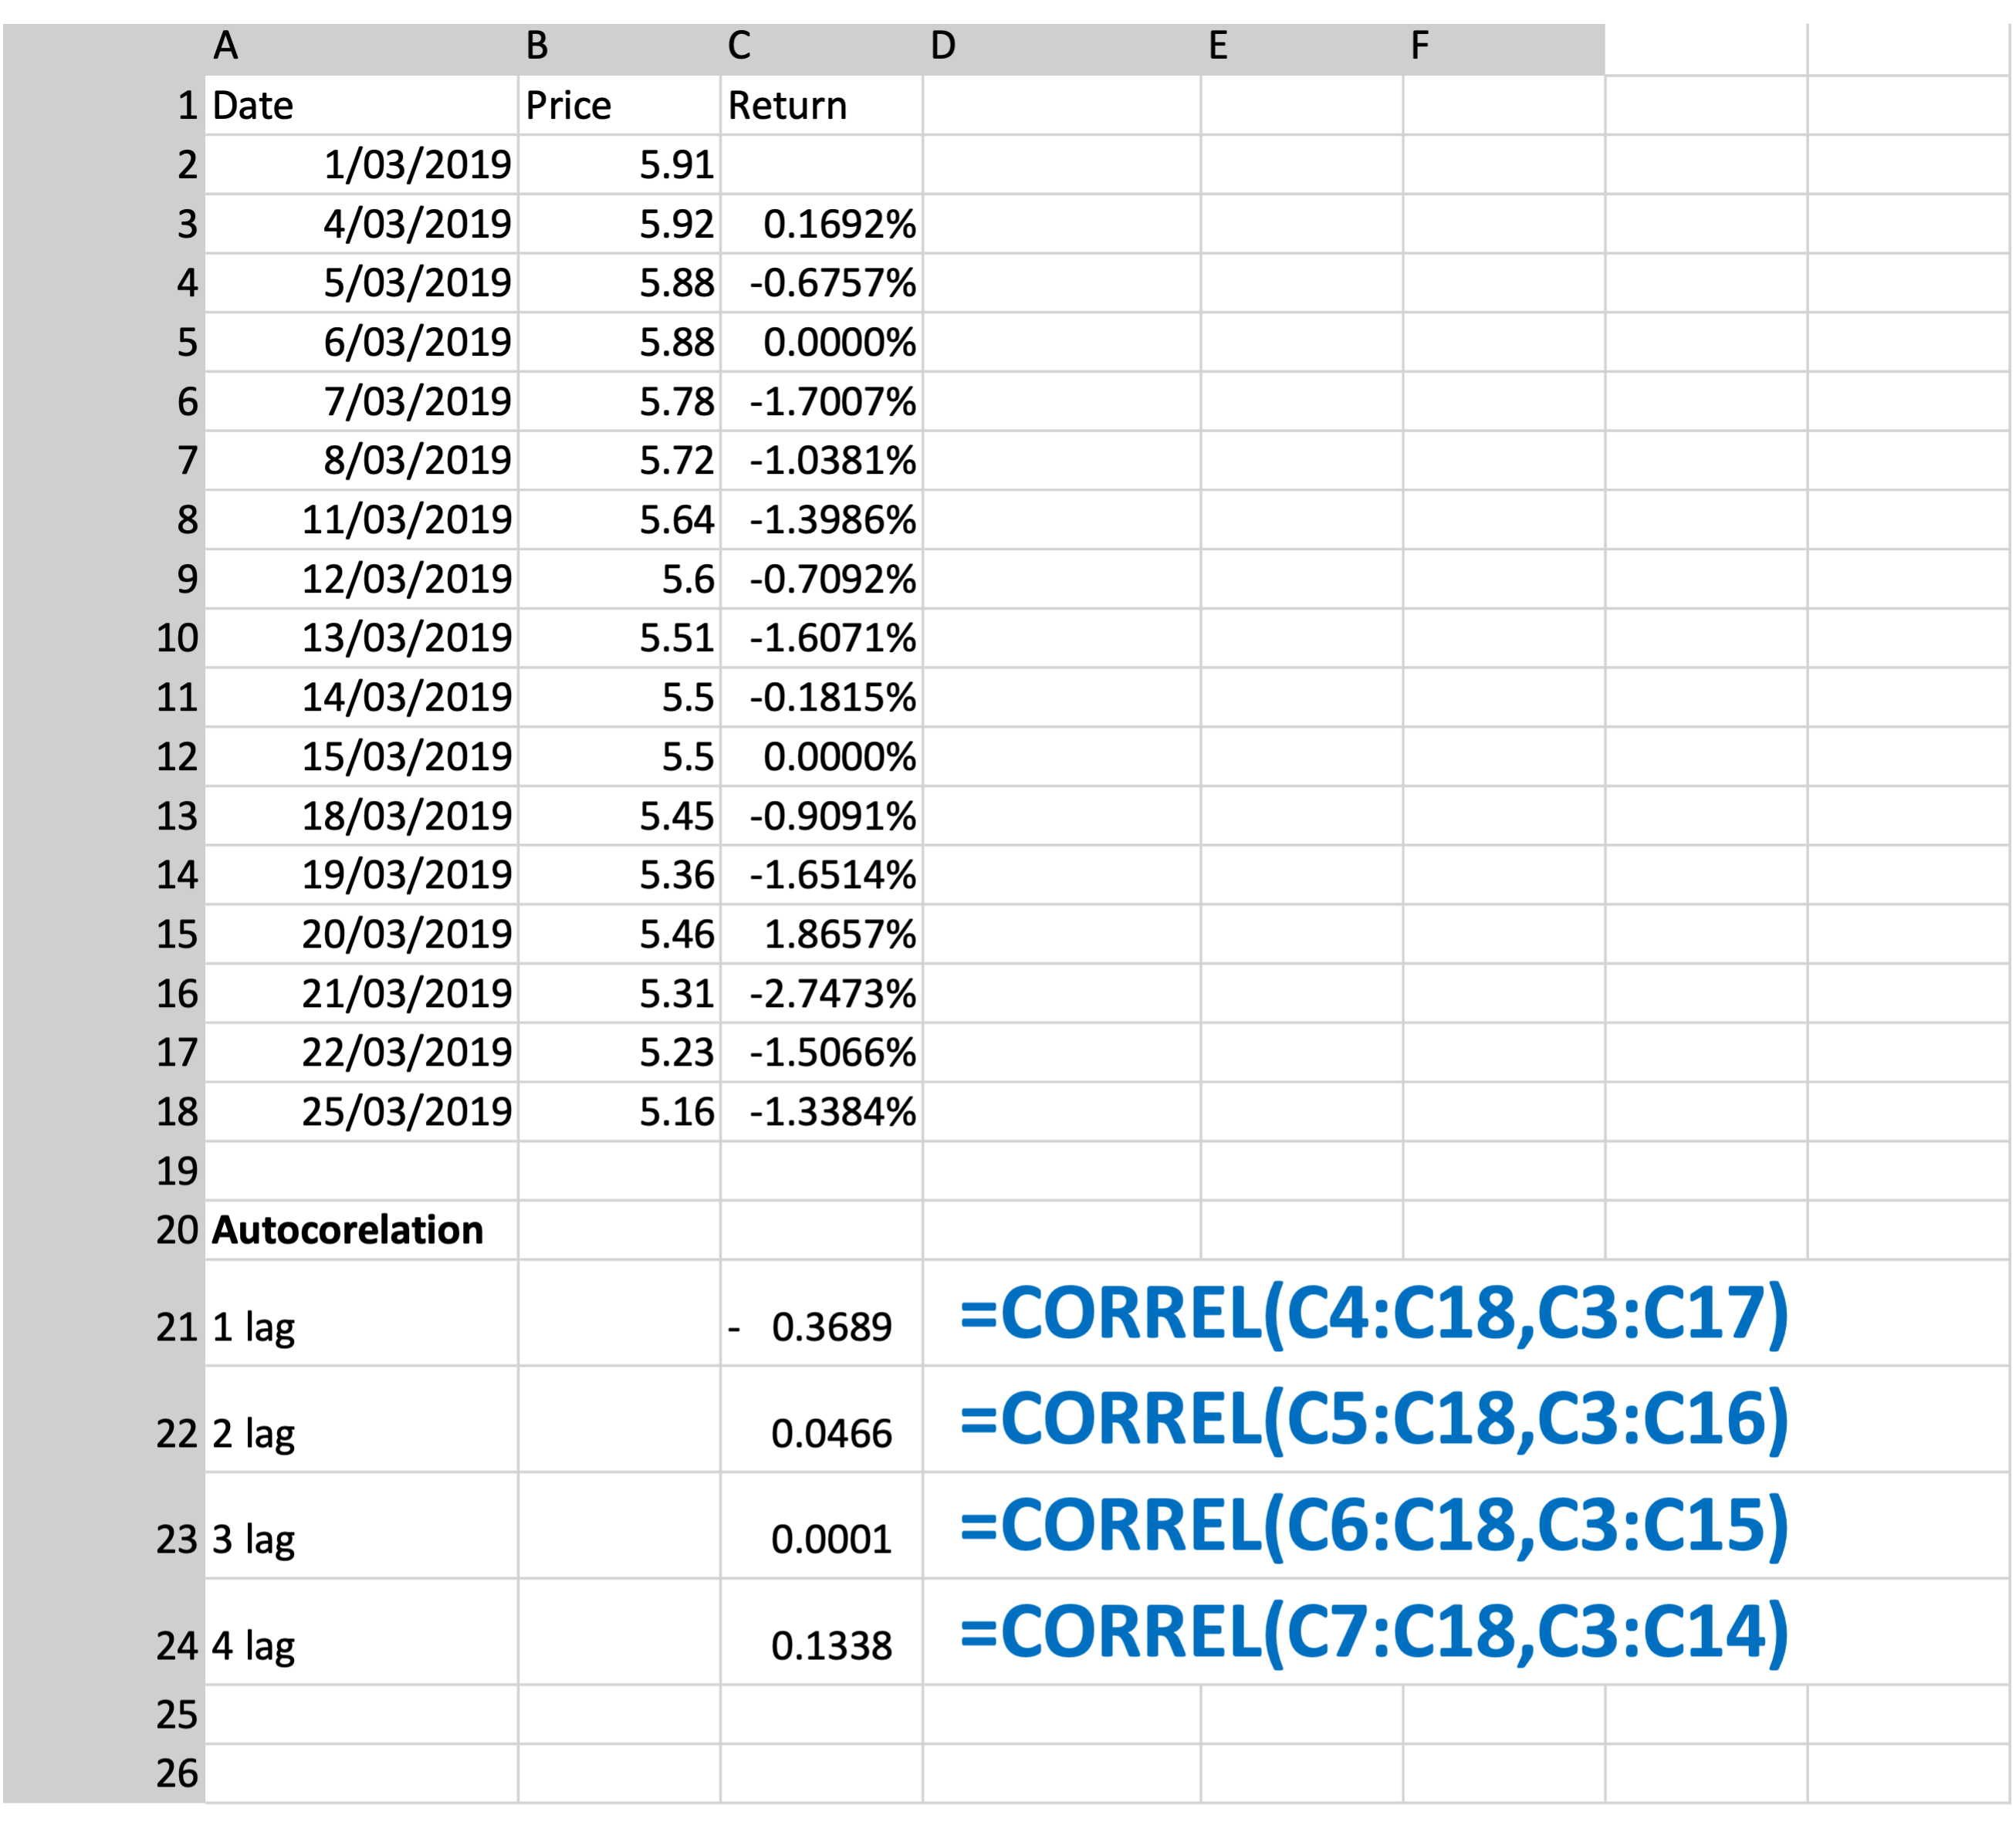 A B C D E F
1 Date Price Return
2 1/03/2019 5.91
3 4/03/2019 5.92 0.1692%
4 5/03/2019 5.88 -0.6757%
5 6/03/2019 5.88 0.0000%
6 7/03/2019 5.78 -1.7007%
7 8/03/2019 5.72 -1.0381%
8 11/03/2019 5.64 -1.3986%
9 12/03/2019 5.6 -0.7092%
10 13/03/2019 5.51 -1.6071%
11 14/03/2019 5.5 -0.1815%
12 15/03/2019 5.5 0.0000%
13 18/03/2019 5.45 -0.9091%
14 19/03/2019 5.36 -1.6514%
15 20/03/2019 5.46 1.8657%
16 21/03/2019 5.31 -2.7473%
17 22/03/2019 5.23 -1.5066%
18 25/03/2019 5.16 -1.3384%
19
20 Autocorelation
21 1 lag - 0.3689 =CORREL(C4:C18,C3:C17)
22 2 lag 0.0466 =CORREL(C5:C18,C3:C16)
23 3 lag 0.0001 =CORREL(C6:C18,C3:C15)
24 4 lag 0.1338 =CORREL(C7:C18,C3:C14)
25
26